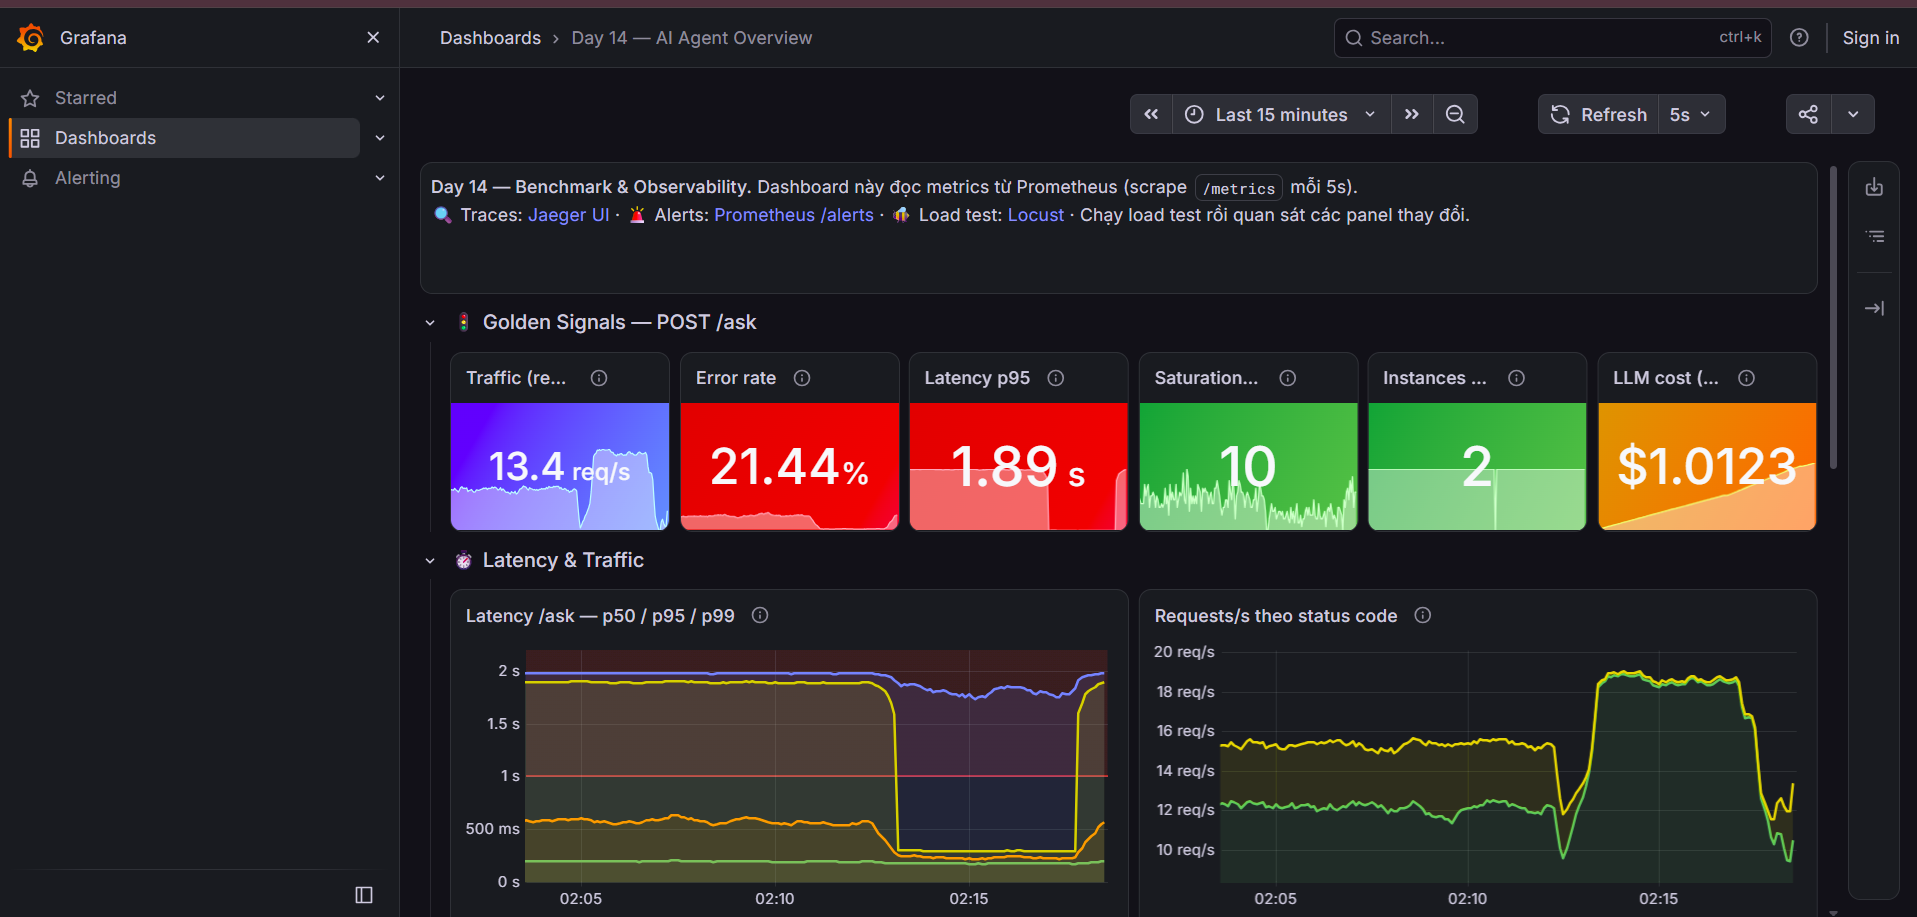 Grafana
Dashboards › Day 14 — AI Agent Overview
Search...
ctrl+k
Sign in
Starred
Dashboards
Alerting
Last 15 minutes
Refresh
5s
Day 14 — Benchmark & Observability. Dashboard này đọc metrics từ Prometheus (scrape /metrics mỗi 5s).
Traces: Jaeger UI · Alerts: Prometheus /alerts · Load test: Locust · Chạy load test rồi quan sát các panel thay đổi.
Golden Signals — POST /ask
Traffic (re...
13.4 req/s
Error rate
21.44%
Latency p95
1.89 s
Saturation...
10
Instances ...
2
LLM cost (...
$1.0123
Latency & Traffic
Latency /ask — p50 / p95 / p99
2 s
1.5 s
1 s
500 ms
0 s
02:05
02:10
02:15
Requests/s theo status code
20 req/s
18 req/s
16 req/s
14 req/s
12 req/s
10 req/s
02:05
02:10
02:15